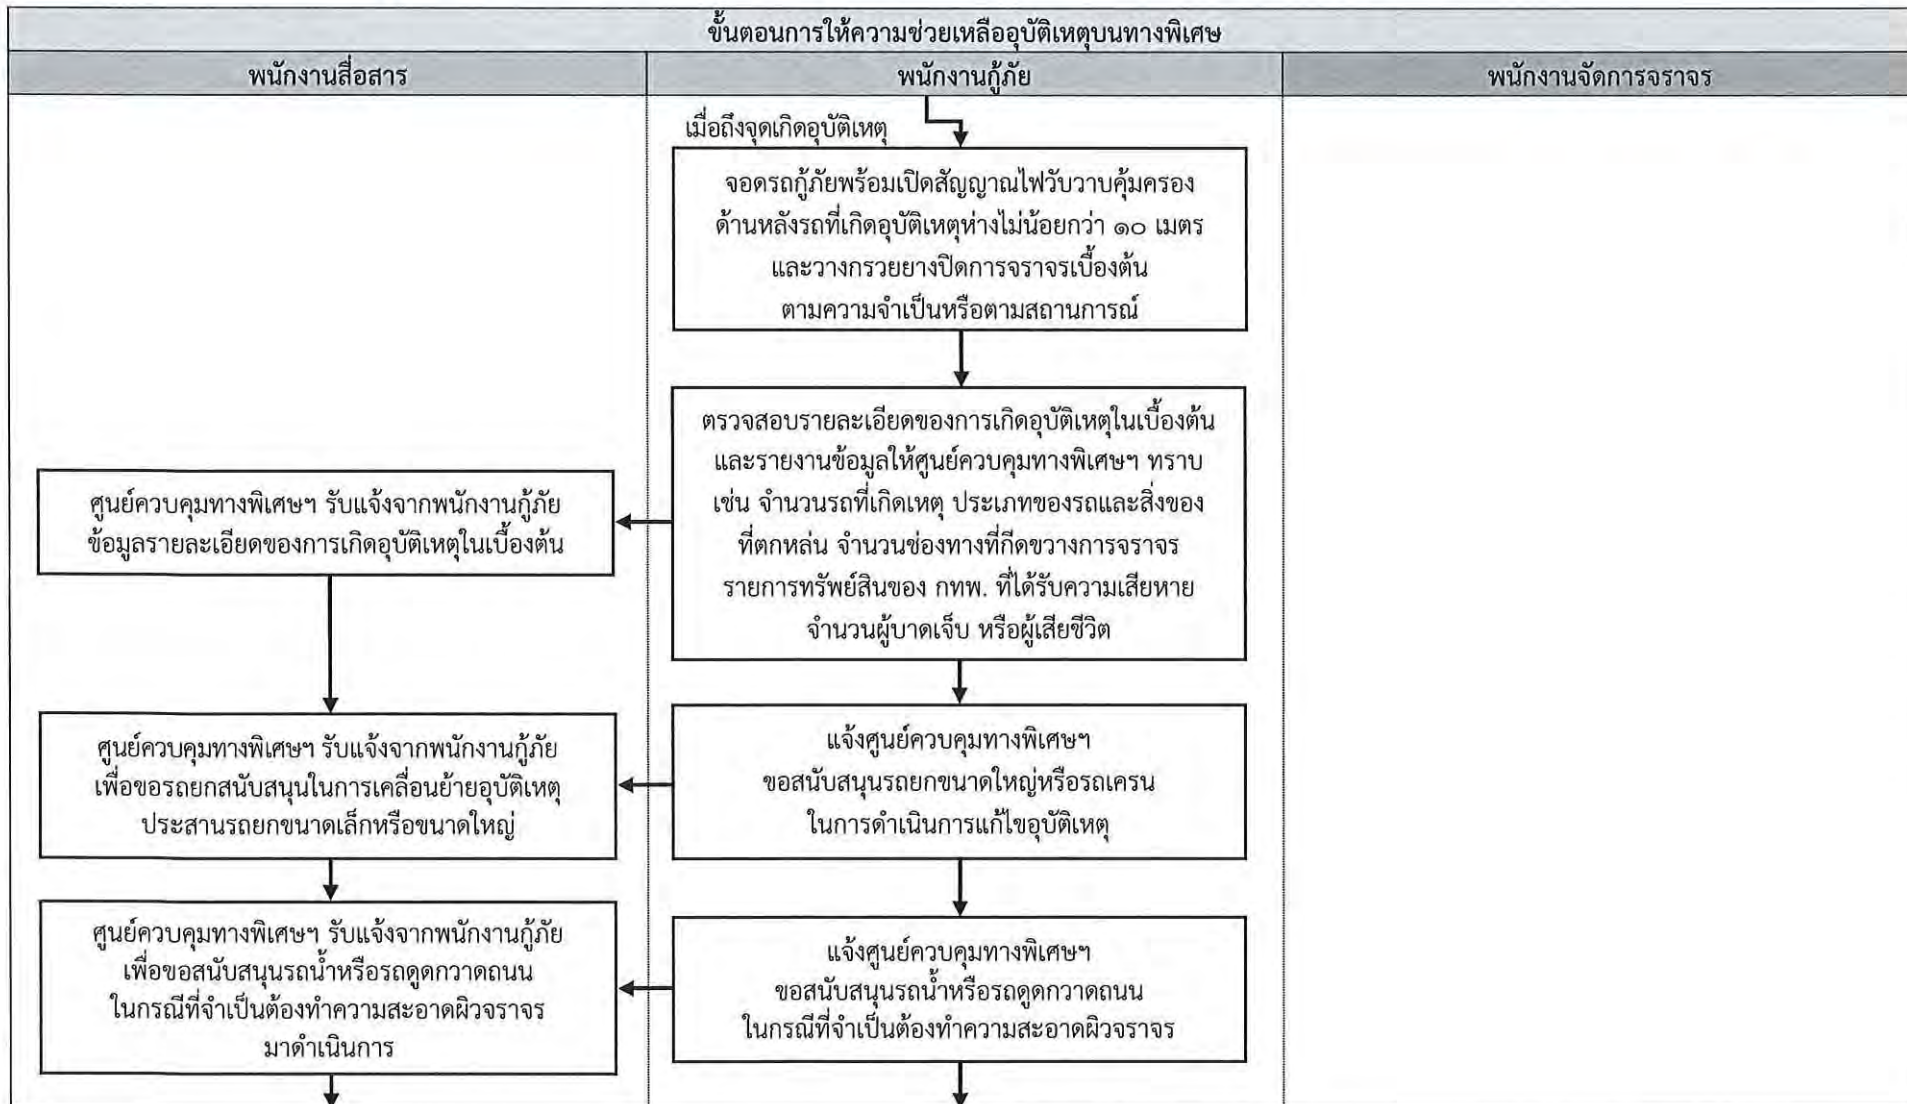 ขั้นตอนการให้ความช่วยเหลืออุบัติเหตุบนทางพิเศษ
พนักงานสื่อสาร
พนักงานกู้ภัย
พนักงานจัดการจราจร
เมื่อถึงจุดเกิดอุบัติเหตุ
จอดรถกู้ภัยพร้อมเปิดสัญญาณไฟวับวาบคุ้มครอง
ด้านหลังรถที่เกิดอุบัติเหตุห่างไม่น้อยกว่า ๑๐ เมตร
และวางกรวยยางปิดการจราจรเบื้องต้น
ตามความจำเป็นหรือตามสถานการณ์
ตรวจสอบรายละเอียดของการเกิดอุบัติเหตุในเบื้องต้น
และรายงานข้อมูลให้ศูนย์ควบคุมทางพิเศษฯ ทราบ
เช่น จำนวนรถที่เกิดเหตุ ประเภทของรถและสิ่งของ
ที่ตกหล่น จำนวนช่องทางที่กีดขวางการจราจร
รายการทรัพย์สินของ กทพ. ที่ได้รับความเสียหาย
จำนวนผู้บาดเจ็บ หรือผู้เสียชีวิต
ศูนย์ควบคุมทางพิเศษฯ รับแจ้งจากพนักงานกู้ภัย
ข้อมูลรายละเอียดของการเกิดอุบัติเหตุในเบื้องต้น
แจ้งศูนย์ควบคุมทางพิเศษฯ
ขอสนับสนุนรถยกขนาดใหญ่หรือรถเครน
ในการดำเนินการแก้ไขอุบัติเหตุ
ศูนย์ควบคุมทางพิเศษฯ รับแจ้งจากพนักงานกู้ภัย
เพื่อขอรถยกสนับสนุนในการเคลื่อนย้ายอุบัติเหตุ
ประสานรถยกขนาดเล็กหรือขนาดใหญ่
แจ้งศูนย์ควบคุมทางพิเศษฯ
ขอสนับสนุนรถน้ำหรือรถดูดกวาดถนน
ในกรณีที่จำเป็นต้องทำความสะอาดผิวจราจร
ศูนย์ควบคุมทางพิเศษฯ รับแจ้งจากพนักงานกู้ภัย
เพื่อขอสนับสนุนรถน้ำหรือรถดูดกวาดถนน
ในกรณีที่จำเป็นต้องทำความสะอาดผิวจราจร
มาดำเนินการ